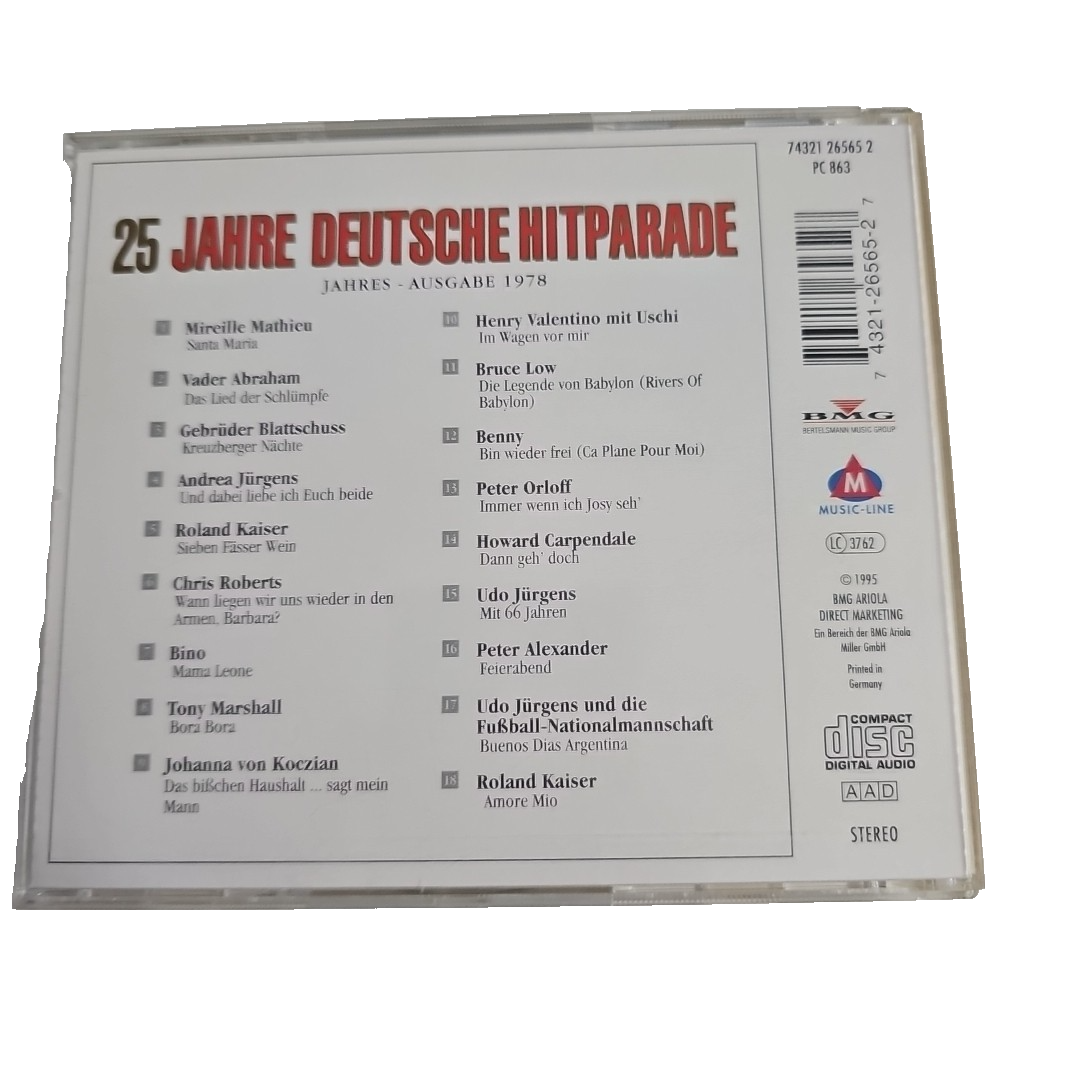 25 JAHRE DEUTSCHE HITPARADE
JAHRES - AUSGABE 1978
1 Mireille Mathieu
Santa Maria
2 Vader Abraham
Das Lied der Schlümpfe
3 Gebrüder Blattschuss
Kreuzberger Nächte
4 Andrea Jürgens
Und dabei liebe ich Euch beide
5 Roland Kaiser
Sieben Fässer Wein
6 Chris Roberts
Wann liegen wir uns wieder in den
Armen, Barbara?
7 Bino
Mama Leone
8 Tony Marshall
Bora Bora
9 Johanna von Koczian
Das bißchen Haushalt ... sagt mein
Mann
10 Henry Valentino mit Uschi
Im Wagen vor mir
11 Bruce Low
Die Legende von Babylon (Rivers Of
Babylon)
12 Benny
Bin wieder frei (Ca Plane Pour Moi)
13 Peter Orloff
Immer wenn ich Josy seh'
14 Howard Carpendale
Dann geh' doch
15 Udo Jürgens
Mit 66 Jahren
16 Peter Alexander
Feierabend
17 Udo Jürgens und die
Fußball-Nationalmannschaft
Buenos Dias Argentina
18 Roland Kaiser
Amore Mio
74321 26565 2
PC 863
7 4321-26565-2 7
BMG
BERTELSMANN MUSIC GROUP
M
MUSIC-LINE
LC 3762
© 1995
BMG ARIOLA
DIRECT MARKETING
Ein Bereich der BMG Ariola
Miller GmbH
Printed in
Germany
COMPACT
disc
DIGITAL AUDIO
AAD
STEREO